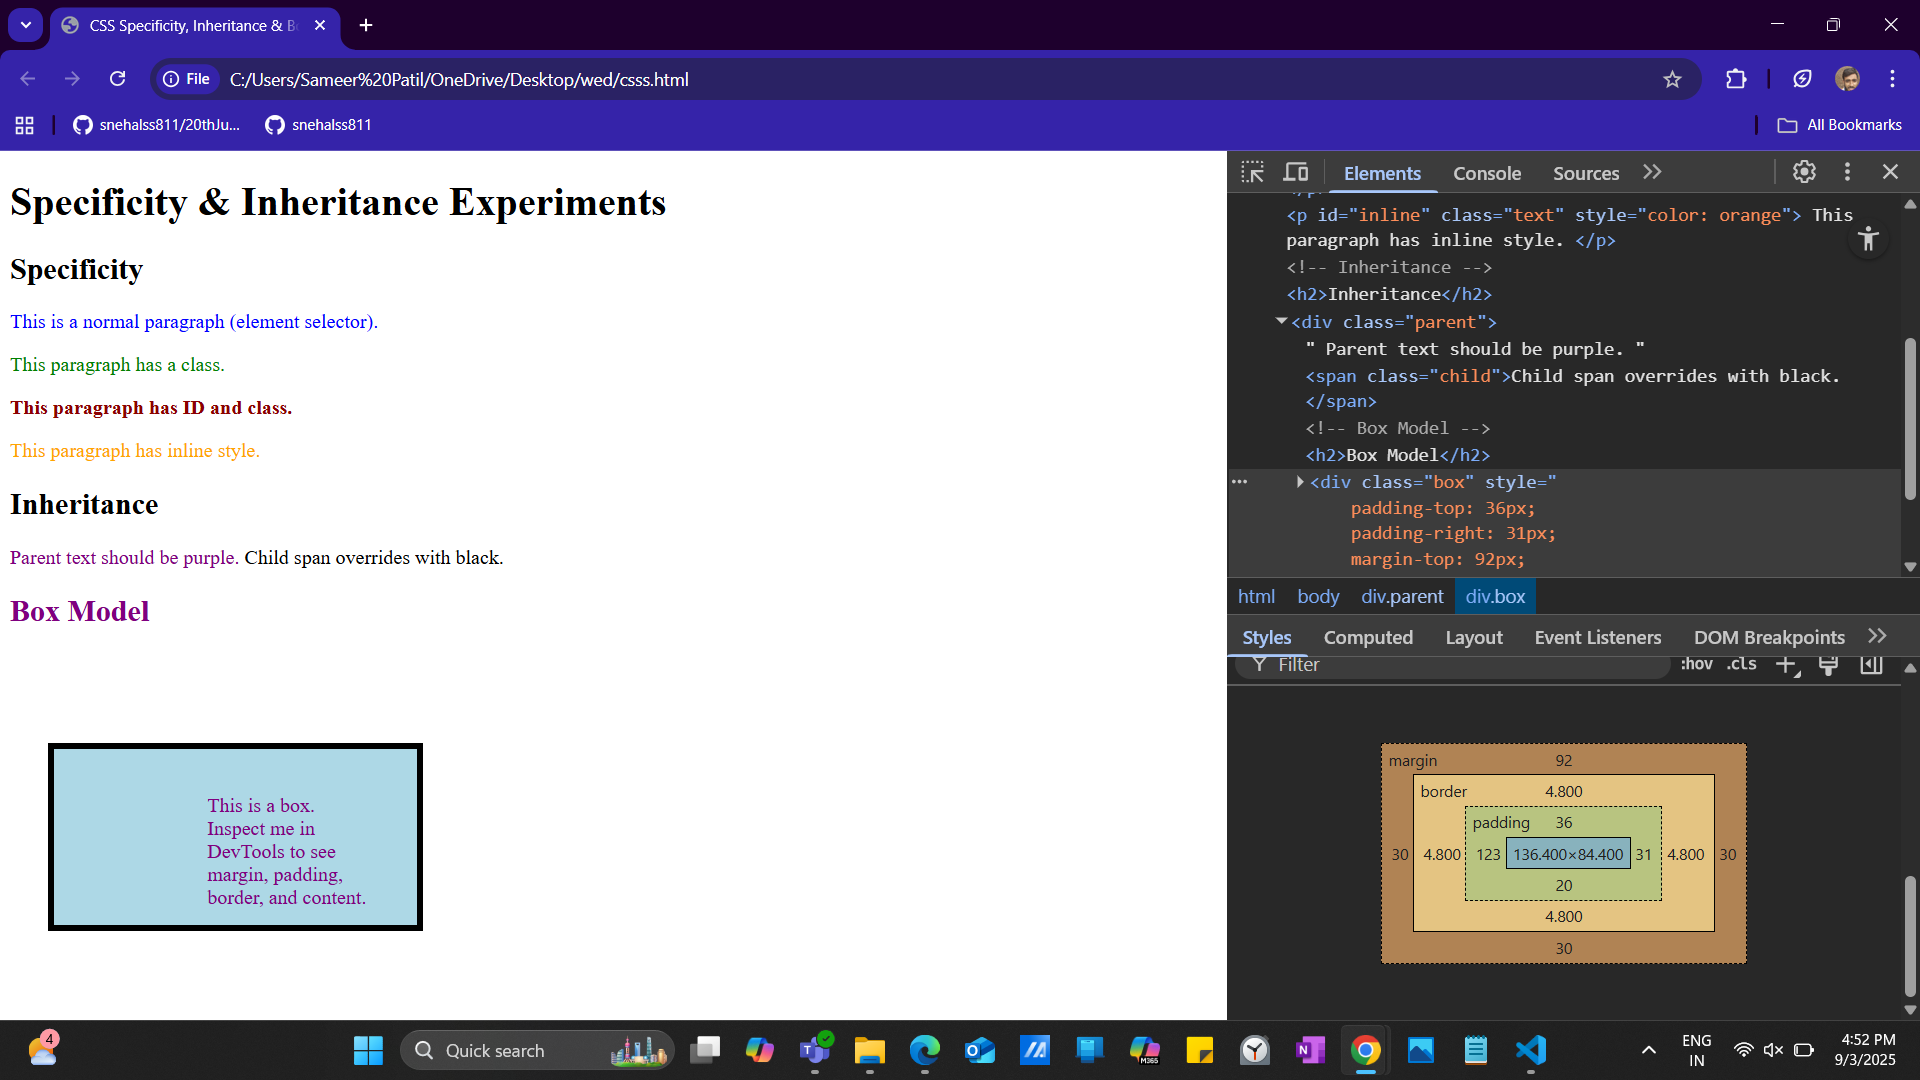 CSS Specificity, Inheritance & B
File
C:/Users/Sameer%20Patil/OneDrive/Desktop/wed/csss.html
snehalss811/20thJu...
snehalss811
All Bookmarks
Specificity & Inheritance Experiments
Specificity
This is a normal paragraph (element selector).
This paragraph has a class.
This paragraph has ID and class.
This paragraph has inline style.
Inheritance
Parent text should be purple. Child span overrides with black.
Box Model
This is a box.
Inspect me in
DevTools to see
margin, padding,
border, and content.
Elements
Console
Sources
<p id="inline" class="text" style="color: orange"> This
paragraph has inline style. </p>
<!-- Inheritance -->
<h2>Inheritance</h2>
<div class="parent">
" Parent text should be purple. "
<span class="child">Child span overrides with black.
</span>
<!-- Box Model -->
<h2>Box Model</h2>
<div class="box" style="
padding-top: 36px;
padding-right: 31px;
margin-top: 92px;
html body div.parent div.box
Styles Computed Layout Event Listeners DOM Breakpoints
Filter
:hov .cls
margin 92
border 4.800
padding 36
30 4.800 123 136.400×84.400 31 4.800 30
20
4.800
30
4
Quick search
M365
ENG
IN
4:52 PM
9/3/2025